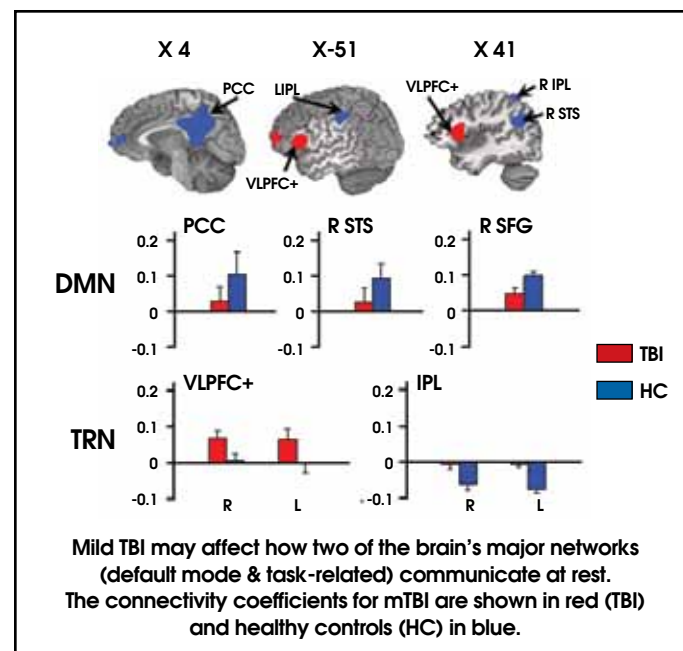 X 4 X-51 X 41
PCC LIPL VLPFC+ R IPL
R STS
VLPFC+
PCC R STS R SFG
0.2 0.2 0.2
0.1 0.1 0.1
DMN
0 0 0
-0.1 -0.1 -0.1
TBI
HC
VLPFC+ IPL
0.2 0.2
0.1 0.1
TRN
0 0
-0.1 -0.1
R L R L
Mild TBI may affect how two of the brain's major networks
(default mode & task-related) communicate at rest.
The connectivity coefficients for mTBI are shown in red (TBI)
and healthy controls (HC) in blue.